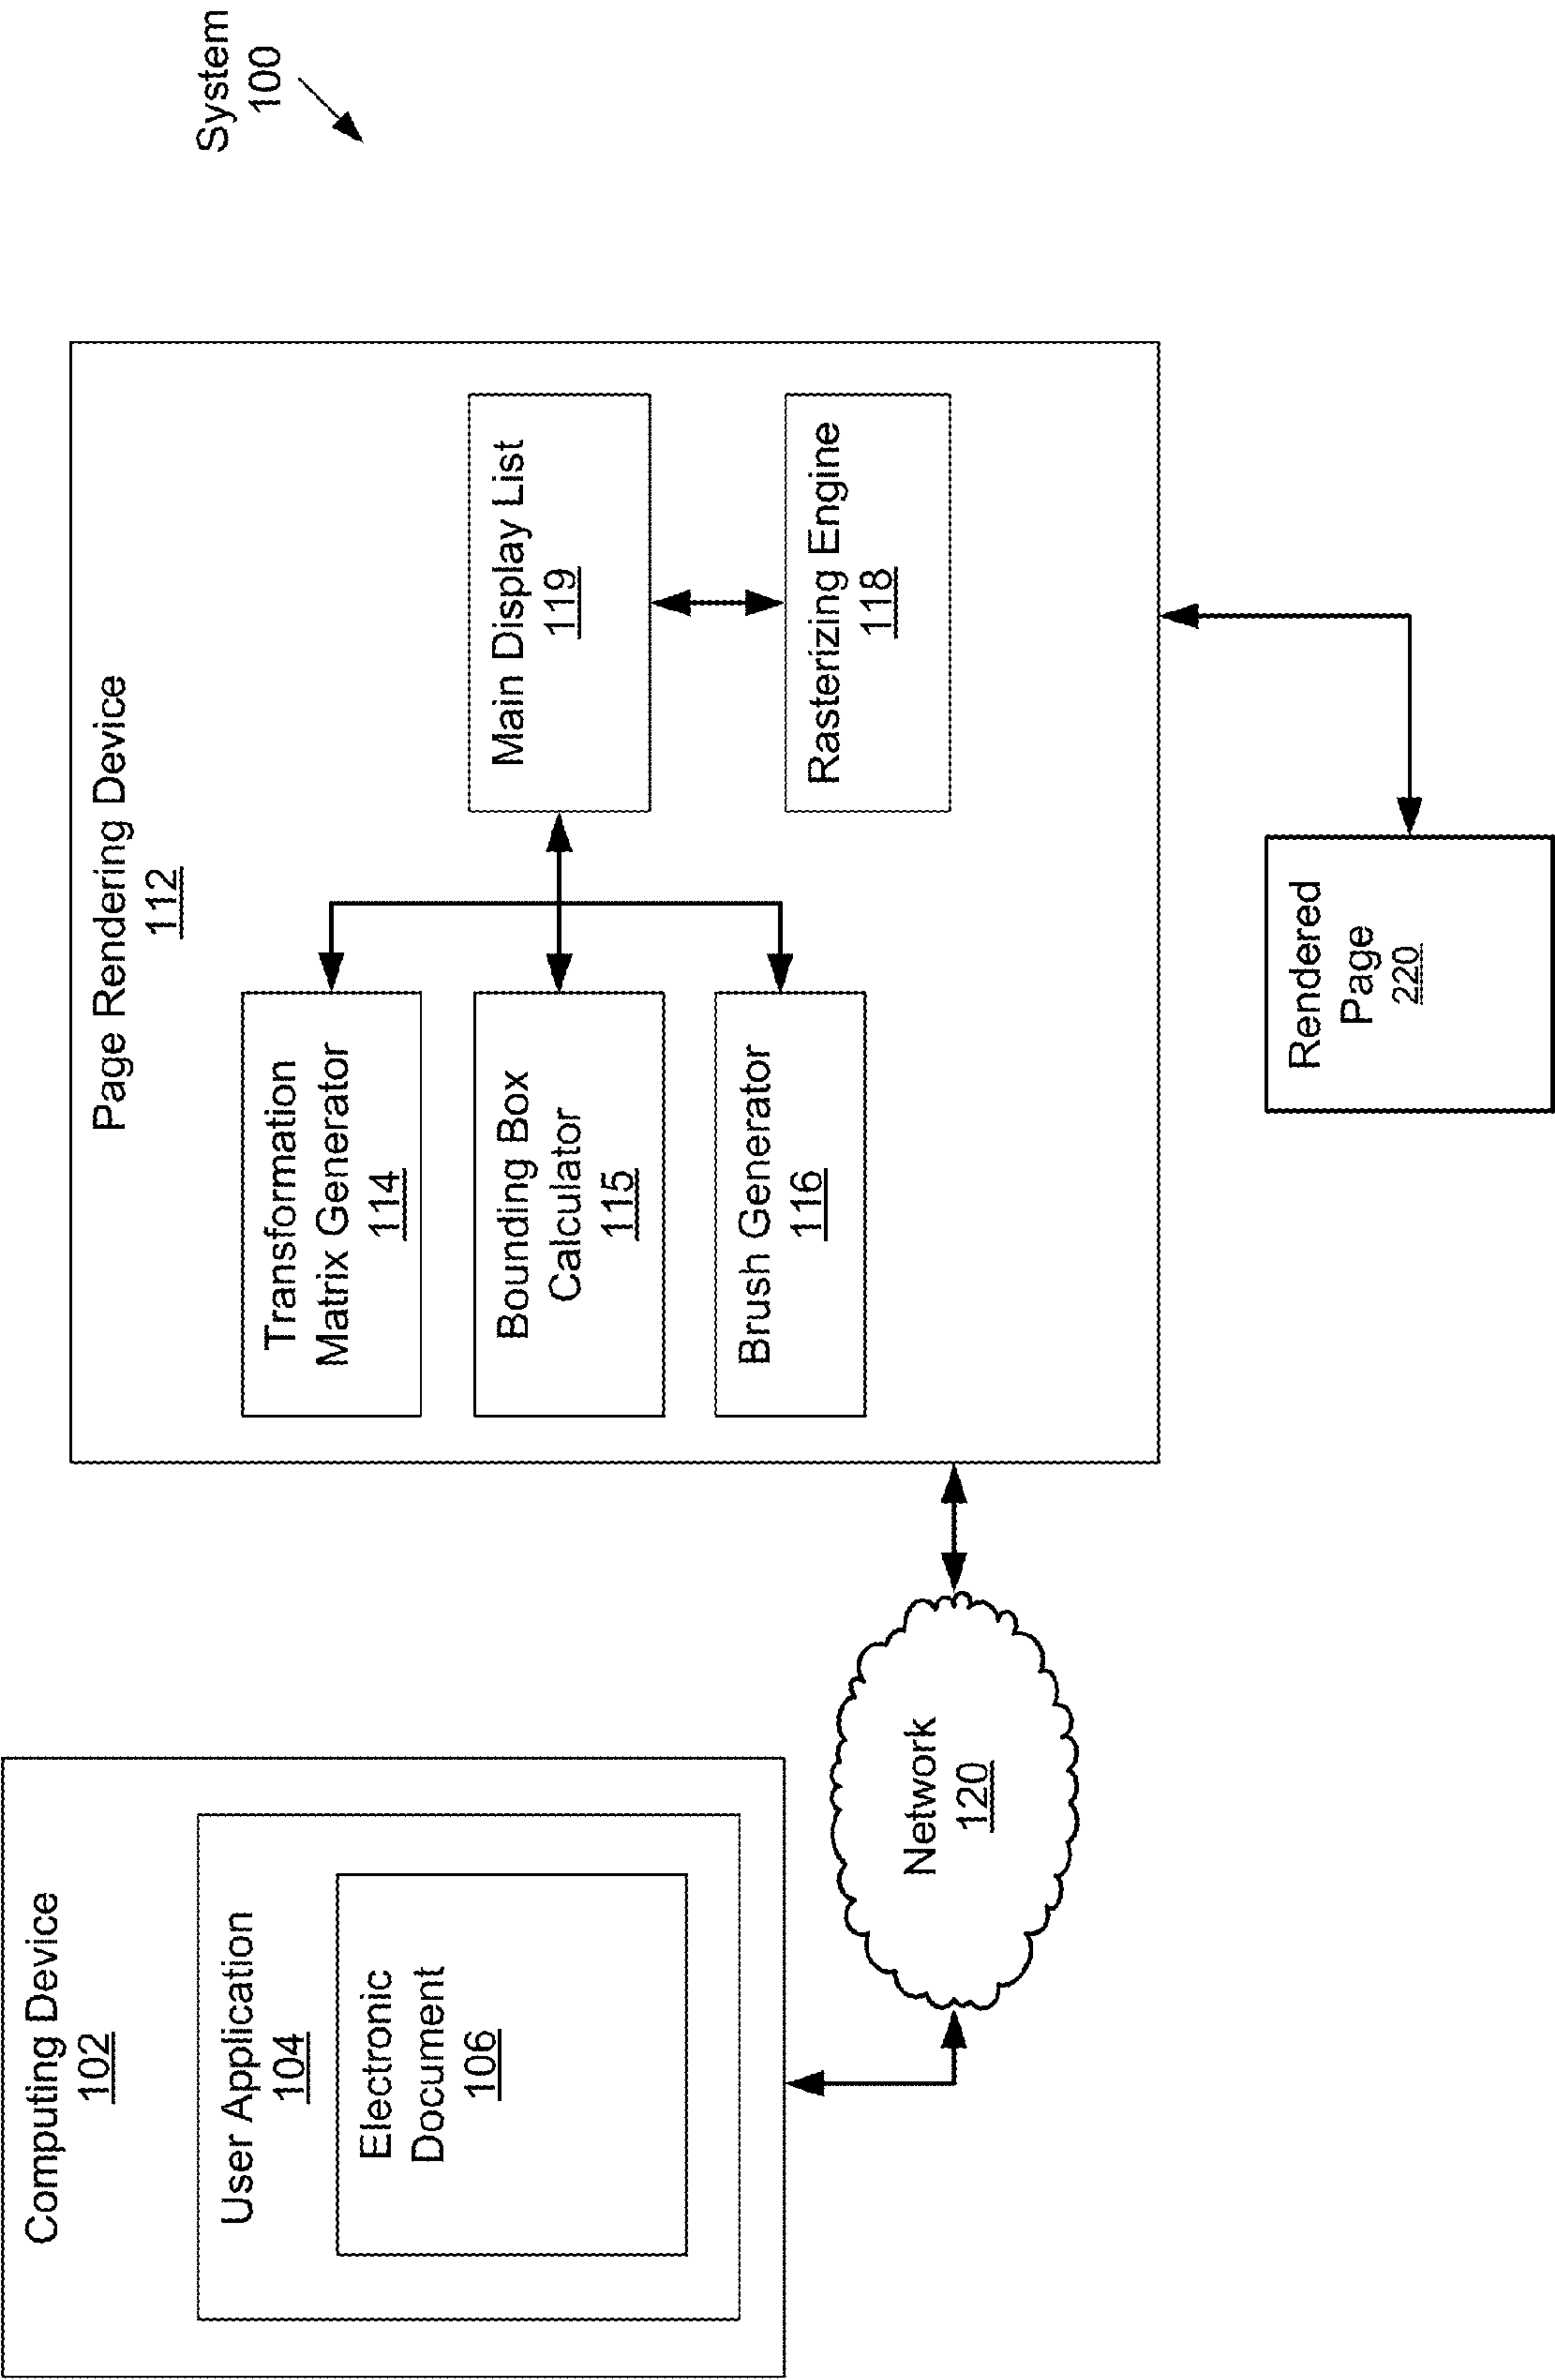 System
100
Computing Device
102
User Application
104
Electronic
Document
106
Network
120
Page Rendering Device
112
Transformation
Matrix Generator
114
Bounding Box
Calculator
115
Brush Generator
116
Main Display List
119
Rasterizing Engine
118
Rendered
Page
220